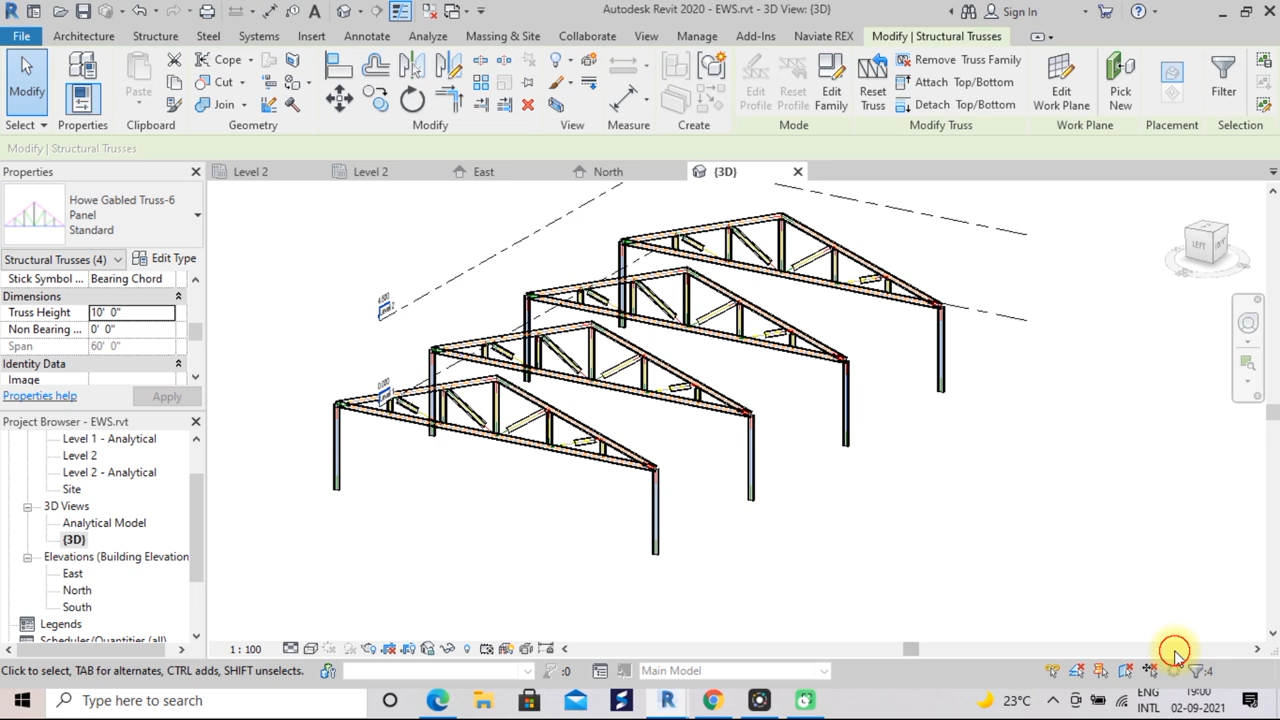 Autodesk Revit 2020 - EWS.rvt - 3D View: {3D}
Sign In
File Architecture Structure Steel Systems Insert Annotate Analyze Massing & Site Collaborate View Manage Add-Ins Naviate REX Modify | Structural Trusses
Modify
Paste
Cope
Cut
Join
Edit Profile
Reset Profile
Edit Family
Reset Truss
Remove Truss Family
Attach Top/Bottom
Detach Top/Bottom
Edit Work Plane
Pick New
Filter
Select Properties Clipboard Geometry Modify View Measure Create Mode Modify Truss Work Plane Placement Selection
Modify | Structural Trusses
Properties
Level 2
Level 2
East
North
{3D}
Howe Gabled Truss-6
Panel
Standard
Structural Trusses (4) Edit Type
Stick Symbol ... Bearing Chord
Dimensions
Truss Height 10' 0"
Non Bearing ... 0' 0"
Span 60' 0"
Identity Data
Image
Properties help Apply
LEFT
Project Browser - EWS.rvt
Level 1 - Analytical
Level 2
Level 2 - Analytical
Site
3D Views
Analytical Model
{3D}
Elevations (Building Elevation
East
North
South
Legends
Schedules/Quantities (all)
1 : 100
Click to select, TAB for alternates, CTRL adds, SHIFT unselects.
:0
Main Model
:4
Type here to search
23°C
ENG
INTL
19:00
02-09-2021